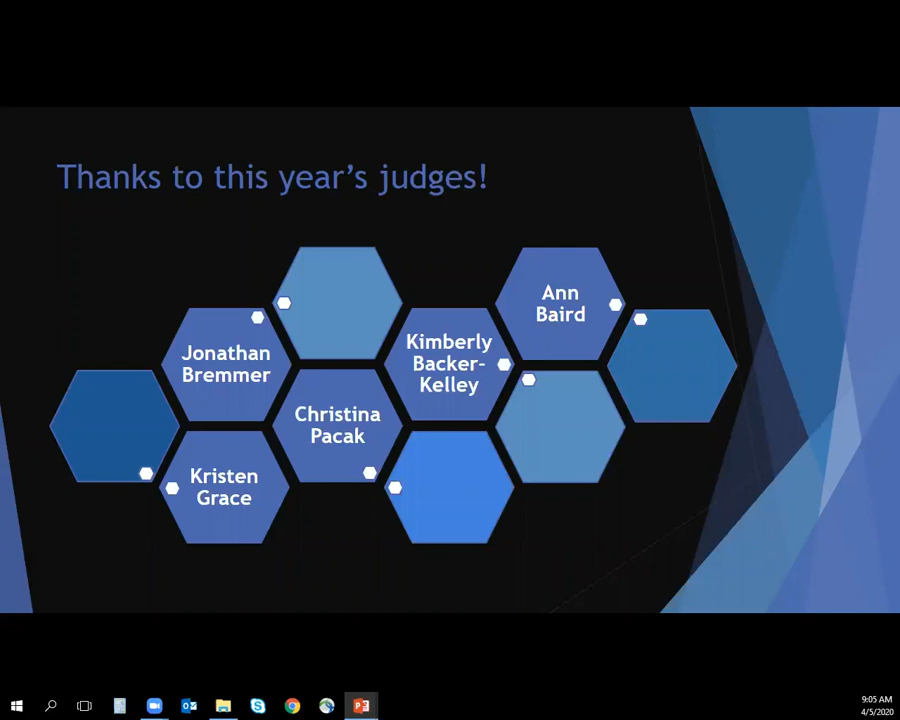 Thanks to this year's judges!
Jonathan
Bremmer
Kristen
Grace
Christina
Pacak
Kimberly
Backer-
Kelley
Ann
Baird
9:05 AM
4/5/2020